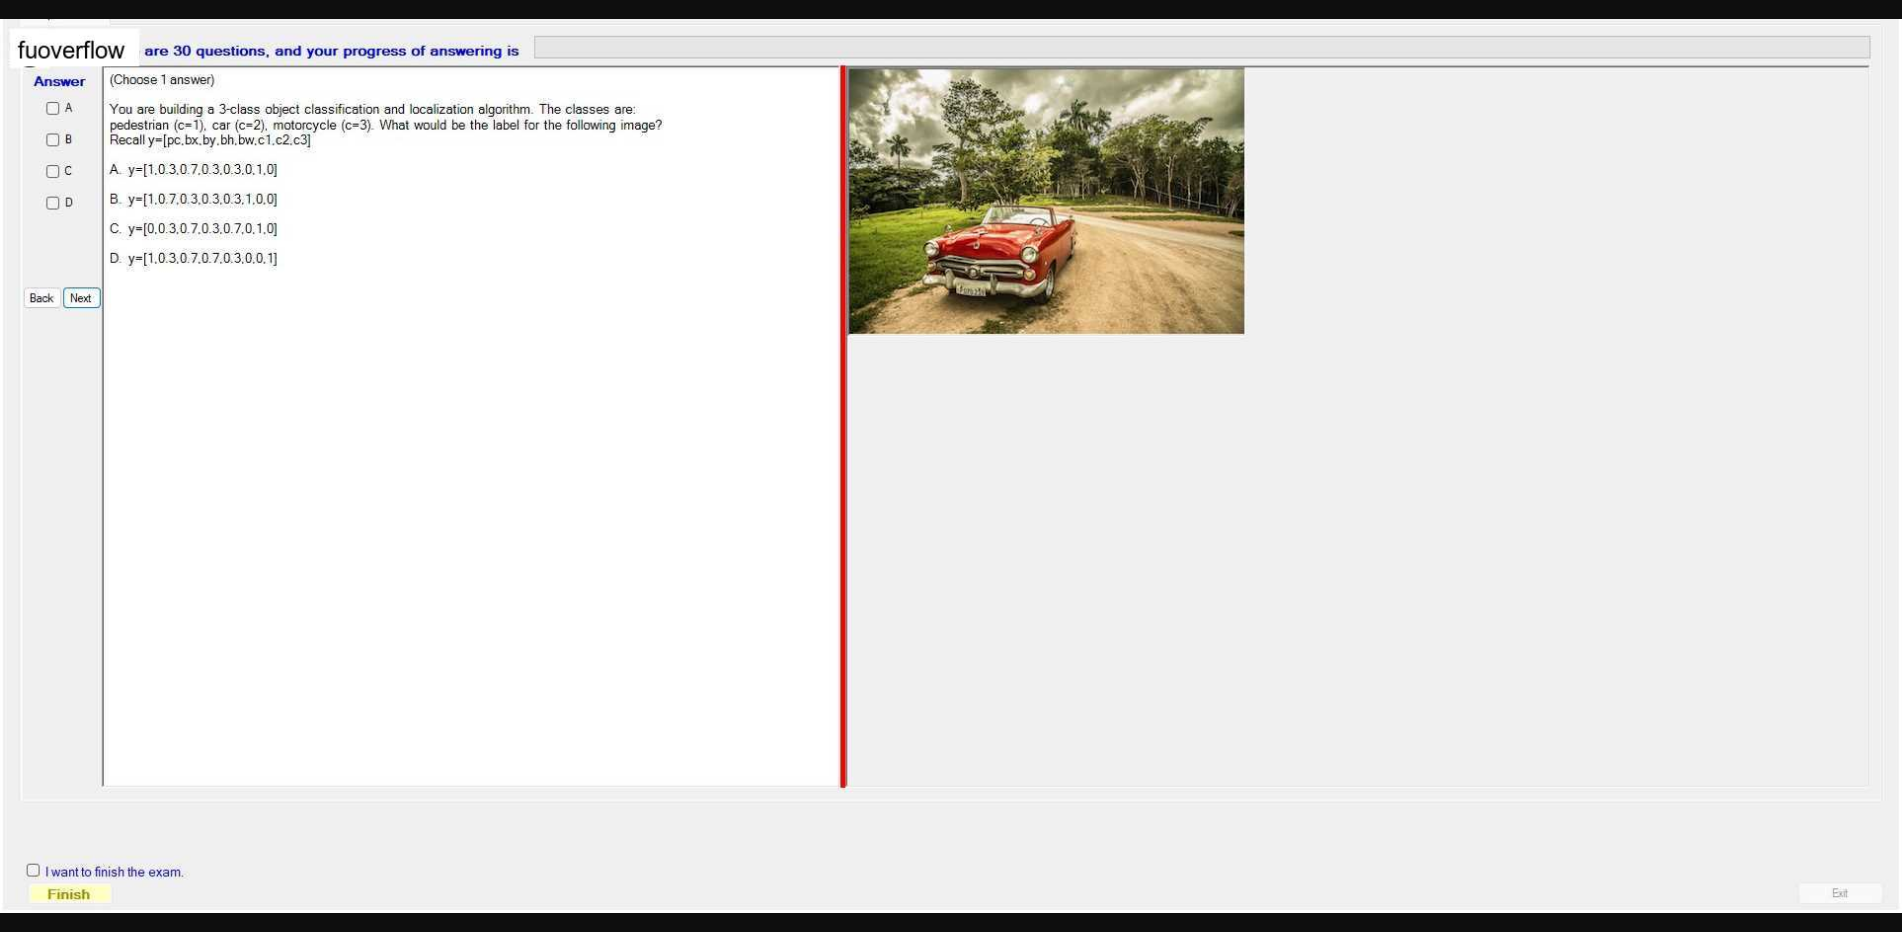 fuoverflow are 30 questions, and your progress of answering is
Answer
(Choose 1 answer)
A
B
C
D
You are building a 3-class object classification and localization algorithm. The classes are:
pedestrian (c=1), car (c=2), motorcycle (c=3). What would be the label for the following image?
Recall y=[pc,bx,by,bh,bw,c1,c2,c3]
A. y=[1,0.3,0.7,0.3,0.3,0,1,0]
B. y=[1,0.7,0.3,0.3,0.3,1,0,0]
C. y=[0,0.3,0.7,0.3,0.7,0,1,0]
D. y=[1,0.3,0.7,0.7,0.3,0,0,1]
Back Next
I want to finish the exam.
Finish
Exit